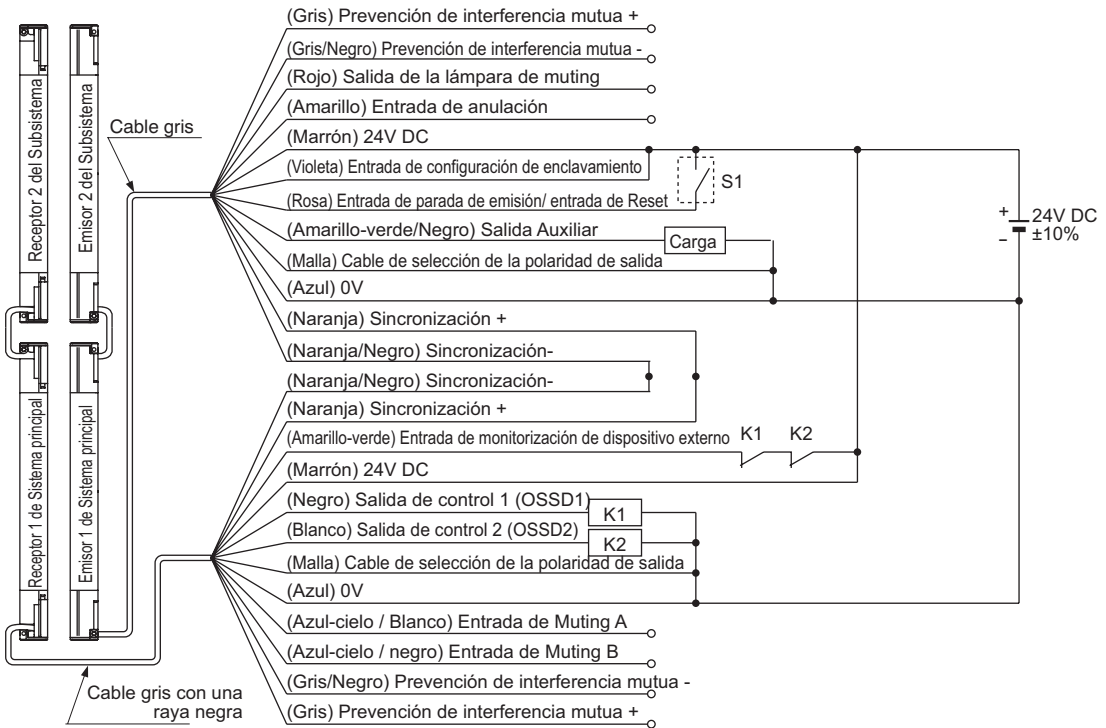 (Gris) Prevención de interferencia mutua +
(Gris/Negro) Prevención de interferencia mutua -
(Rojo) Salida de la lámpara de muting
(Amarillo) Entrada de anulación
(Marrón) 24V DC
(Violeta) Entrada de configuración de enclavamiento
(Rosa) Entrada de parada de emisión/ entrada de Reset
(Amarillo-verde/Negro) Salida Auxiliar
(Malla) Cable de selección de la polaridad de salida
(Azul) 0V
(Naranja) Sincronización +
(Naranja/Negro) Sincronización-
(Naranja/Negro) Sincronización-
(Naranja) Sincronización +
(Amarillo-verde) Entrada de monitorización de dispositivo externo
(Marrón) 24V DC
(Negro) Salida de control 1 (OSSD1)
(Blanco) Salida de control 2 (OSSD2)
(Malla) Cable de selección de la polaridad de salida
(Azul) 0V
(Azul-cielo / Blanco) Entrada de Muting A
(Azul-cielo / negro) Entrada de Muting B
(Gris/Negro) Prevención de interferencia mutua -
(Gris) Prevención de interferencia mutua +
Receptor 2 del Subsistema
Emisor 2 del Subsistema
Receptor 1 de Sistema principal
Emisor 1 de Sistema principal
Cable gris
Cable gris con una
raya negra
S1
Carga
K1
K2
K1
K2
+
24V DC
−
±10%